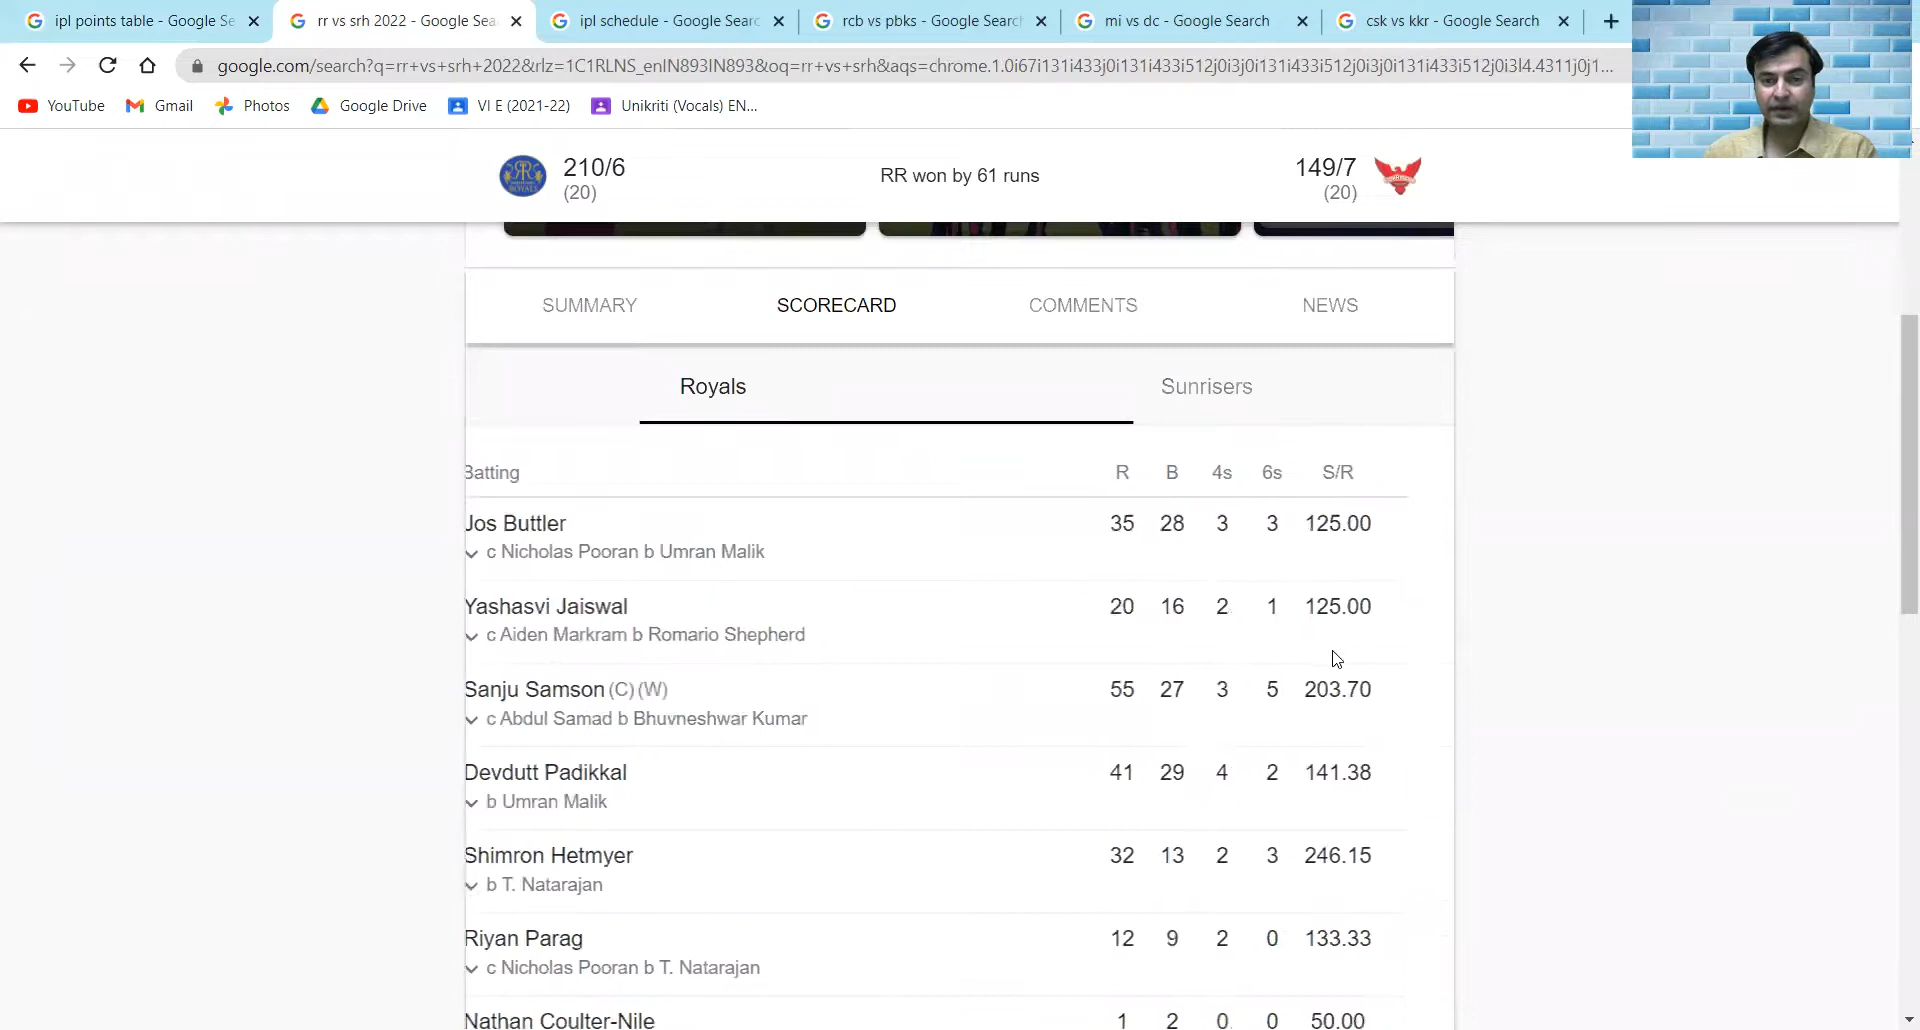 ipl points table - Google Se
rr vs srh 2022 - Google Sea
ipl schedule - Google Searc
rcb vs pbks - Google Search
mi vs dc - Google Search
csk vs kkr - Google Search
google.com/search?q=rr+vs+srh+2022&rlz=1C1RLNS_enIN893IN893&oq=rr+vs+srh&aqs=chrome.1.0i67i131i433j0i131i433i512j0i3j0i131i433i512j0i3j0i131i433i512j0i3l4.4311j0j1...
YouTube Gmail Photos Google Drive VI E (2021-22) Unikriti (Vocals) EN...
210/6 RR won by 61 runs 149/7
(20) (20)
SUMMARY SCORECARD COMMENTS NEWS
Royals Sunrisers
Batting R B 4s 6s S/R
Jos Buttler 35 28 3 3 125.00
c Nicholas Pooran b Umran Malik
Yashasvi Jaiswal 20 16 2 1 125.00
c Aiden Markram b Romario Shepherd
Sanju Samson (C) (W) 55 27 3 5 203.70
c Abdul Samad b Bhuvneshwar Kumar
Devdutt Padikkal 41 29 4 2 141.38
b Umran Malik
Shimron Hetmyer 32 13 2 3 246.15
b T. Natarajan
Riyan Parag 12 9 2 0 133.33
c Nicholas Pooran b T. Natarajan
Nathan Coulter-Nile 1 2 0 0 50.00